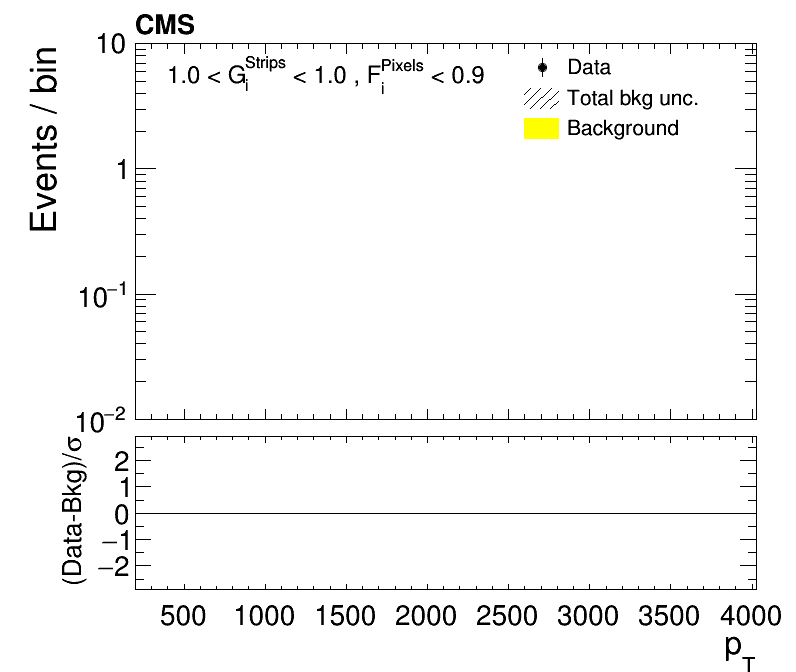 CMS
10
1.0 < G_i^Strips < 1.0 , F_i^Pixels < 0.9
Data
Total bkg unc.
Background
Events / bin
1
10^−1
10^−2
(Data-Bkg)/σ
2
1
0
−1
−2
500 1000 1500 2000 2500 3000 3500 4000
p_T